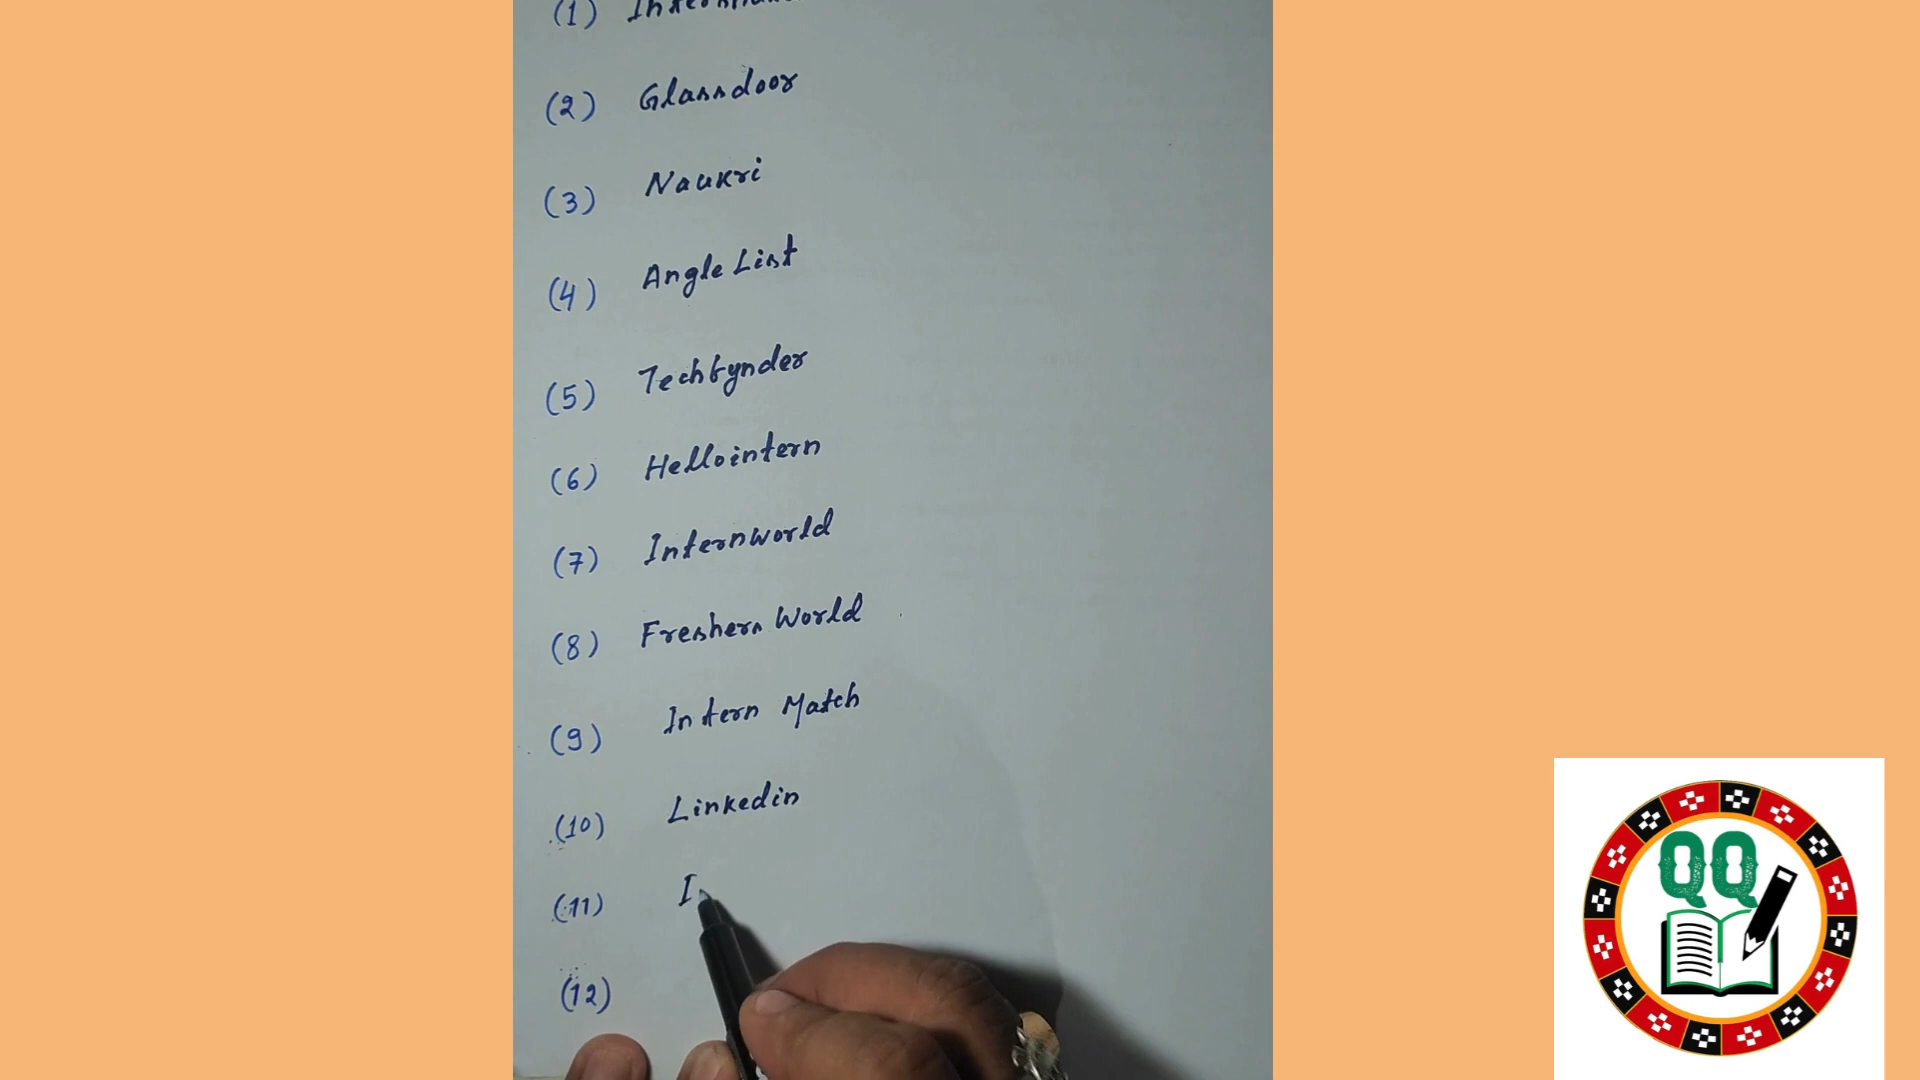 (1)
(2) Glassdoor
(3) Naukri
(4) Angle List
(5) Techfynder
(6) Hellointern
(7) Internworld
(8) Freshers World
(9) Intern Match
(10) Linkedin
(11) I
(12)
QQ